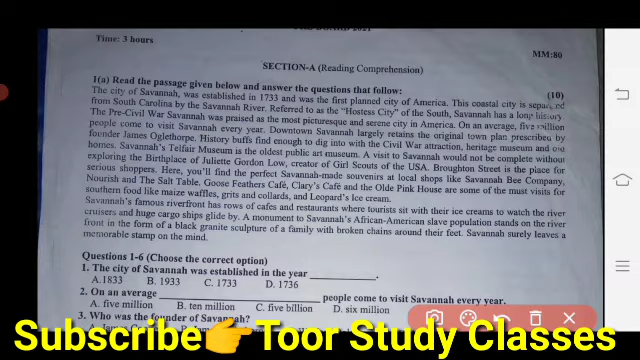 BOARD 2021
Time: 3 hours
MM:80
SECTION-A (Reading Comprehension)
1(a) Read the passage given below and answer the questions that follow: (10)
The city of Savannah, was established in 1733 and was the first planned city of America. This coastal city is separated
from South Carolina by the Savannah River. Referred to as the "Hostess City" of the South, Savannah has a long history.
The Pre-Civil War Savannah was praised as the most picturesque and serene city in America. On an average, five million
people come to visit Savannah every year. Downtown Savannah largely retains the original town plan prescribed by
founder James Oglethorpe. History buffs find enough to dig into with the Civil War attraction, heritage museum and old
homes. Savannah's Telfair Museum is the oldest public art museum. A visit to Savannah would not be complete without
exploring the Birthplace of Juliette Gordon Low, creator of Girl Scouts of the USA. Broughton Street is the place for
serious shoppers. Here, you'll find the perfect Savannah-made souvenirs at local shops like Savannah Bee Company,
Nourish and The Salt Table, Goose Feathers Café, Clary's Café and the Olde Pink House are some of the must visits for
southern food like maize waffles, grits and collards, and Leopard's Ice cream.
Savannah's famous riverfront has rows of cafes and restaurants where tourists sit with their ice creams to watch the river
cruisers and huge cargo ships glide by. A monument to Savannah's African-American slave population stands on the river
front in the form of a black granite sculpture of a family with broken chains around their feet. Savannah surely leaves a
memorable stamp on the mind.
Questions 1-6 (Choose the correct option)
1. The city of Savannah was established in the year ____________.
A.1833 B. 1933 C. 1733 D. 1736
2. On an average ____________ people come to visit Savannah every year.
A. five million B. ten million C. five billion D. six million
3. Who was the founder of Savannah?
Subscribe👉Toor Study Classes